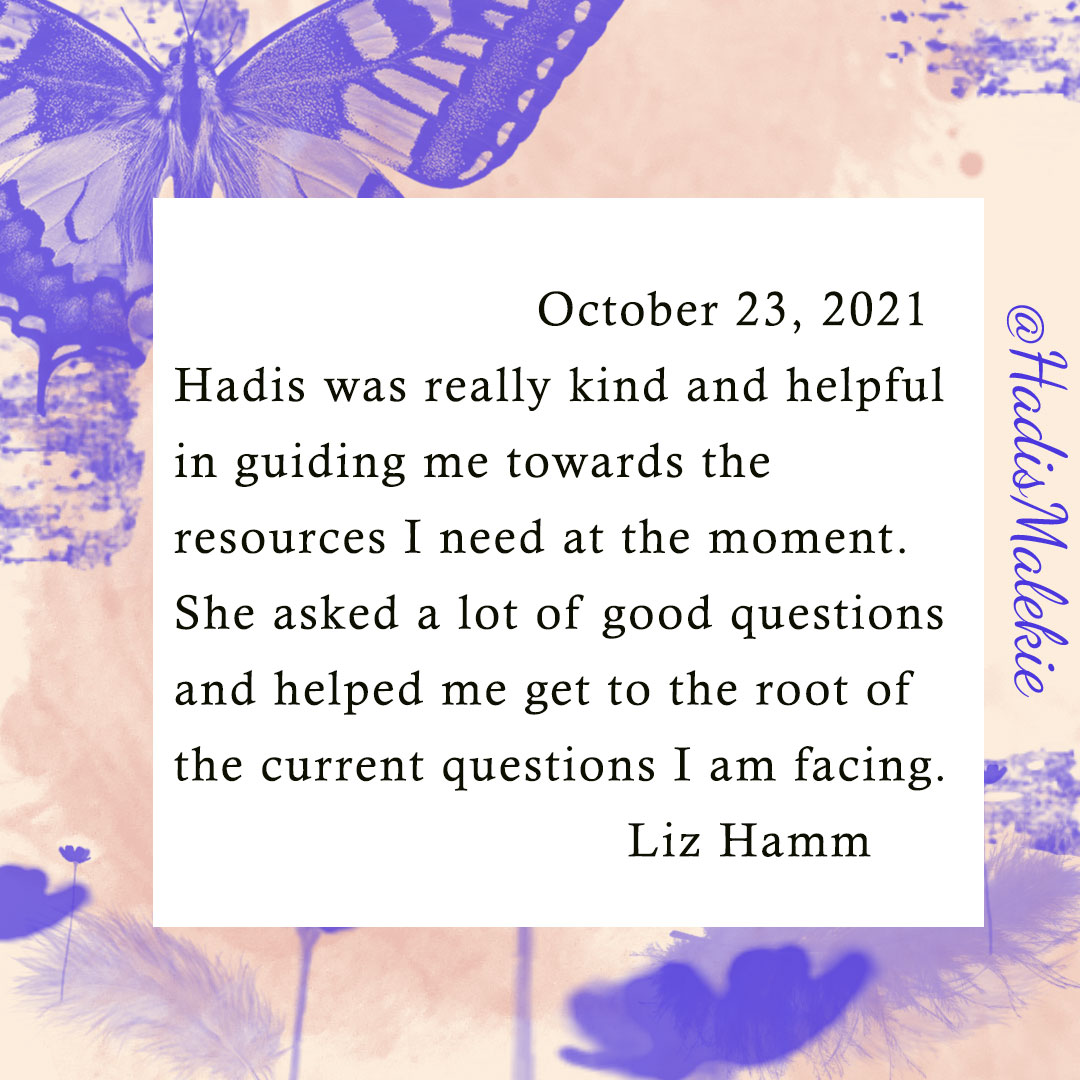 October 23, 2021
Hadis was really kind and helpful
in guiding me towards the
resources I need at the moment.
She asked a lot of good questions
and helped me get to the root of
the current questions I am facing.
Liz Hamm
@HadisMalekie